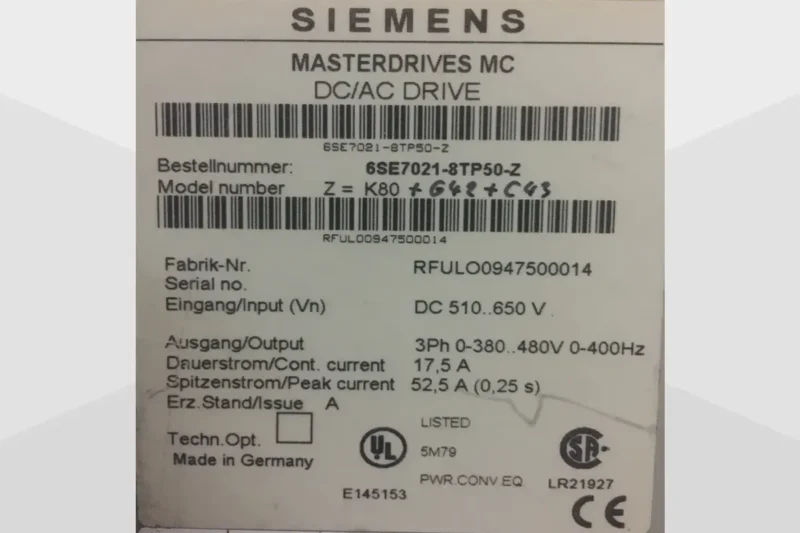 SIEMENS
MASTERDRIVES MC
DC/AC DRIVE
6SE7021-8TP50-Z
Bestellnummer: 6SE7021-8TP50-Z
Model number Z = K80 + G42 + C43
RFUL00947500014
Fabrik-Nr. RFULO0947500014
Serial no.
Eingang/Input (Vn) DC 510..650 V
Ausgang/Output 3Ph 0-380..480V 0-400Hz
Dauerstrom/Cont. current 17,5 A
Spitzenstrom/Peak current 52,5 A (0,25 s)
Erz.Stand/Issue A
Techn.Opt.
Made in Germany
UL
LISTED
5M79
PWR.CONV.EQ
E145153
SA
LR21927
CE